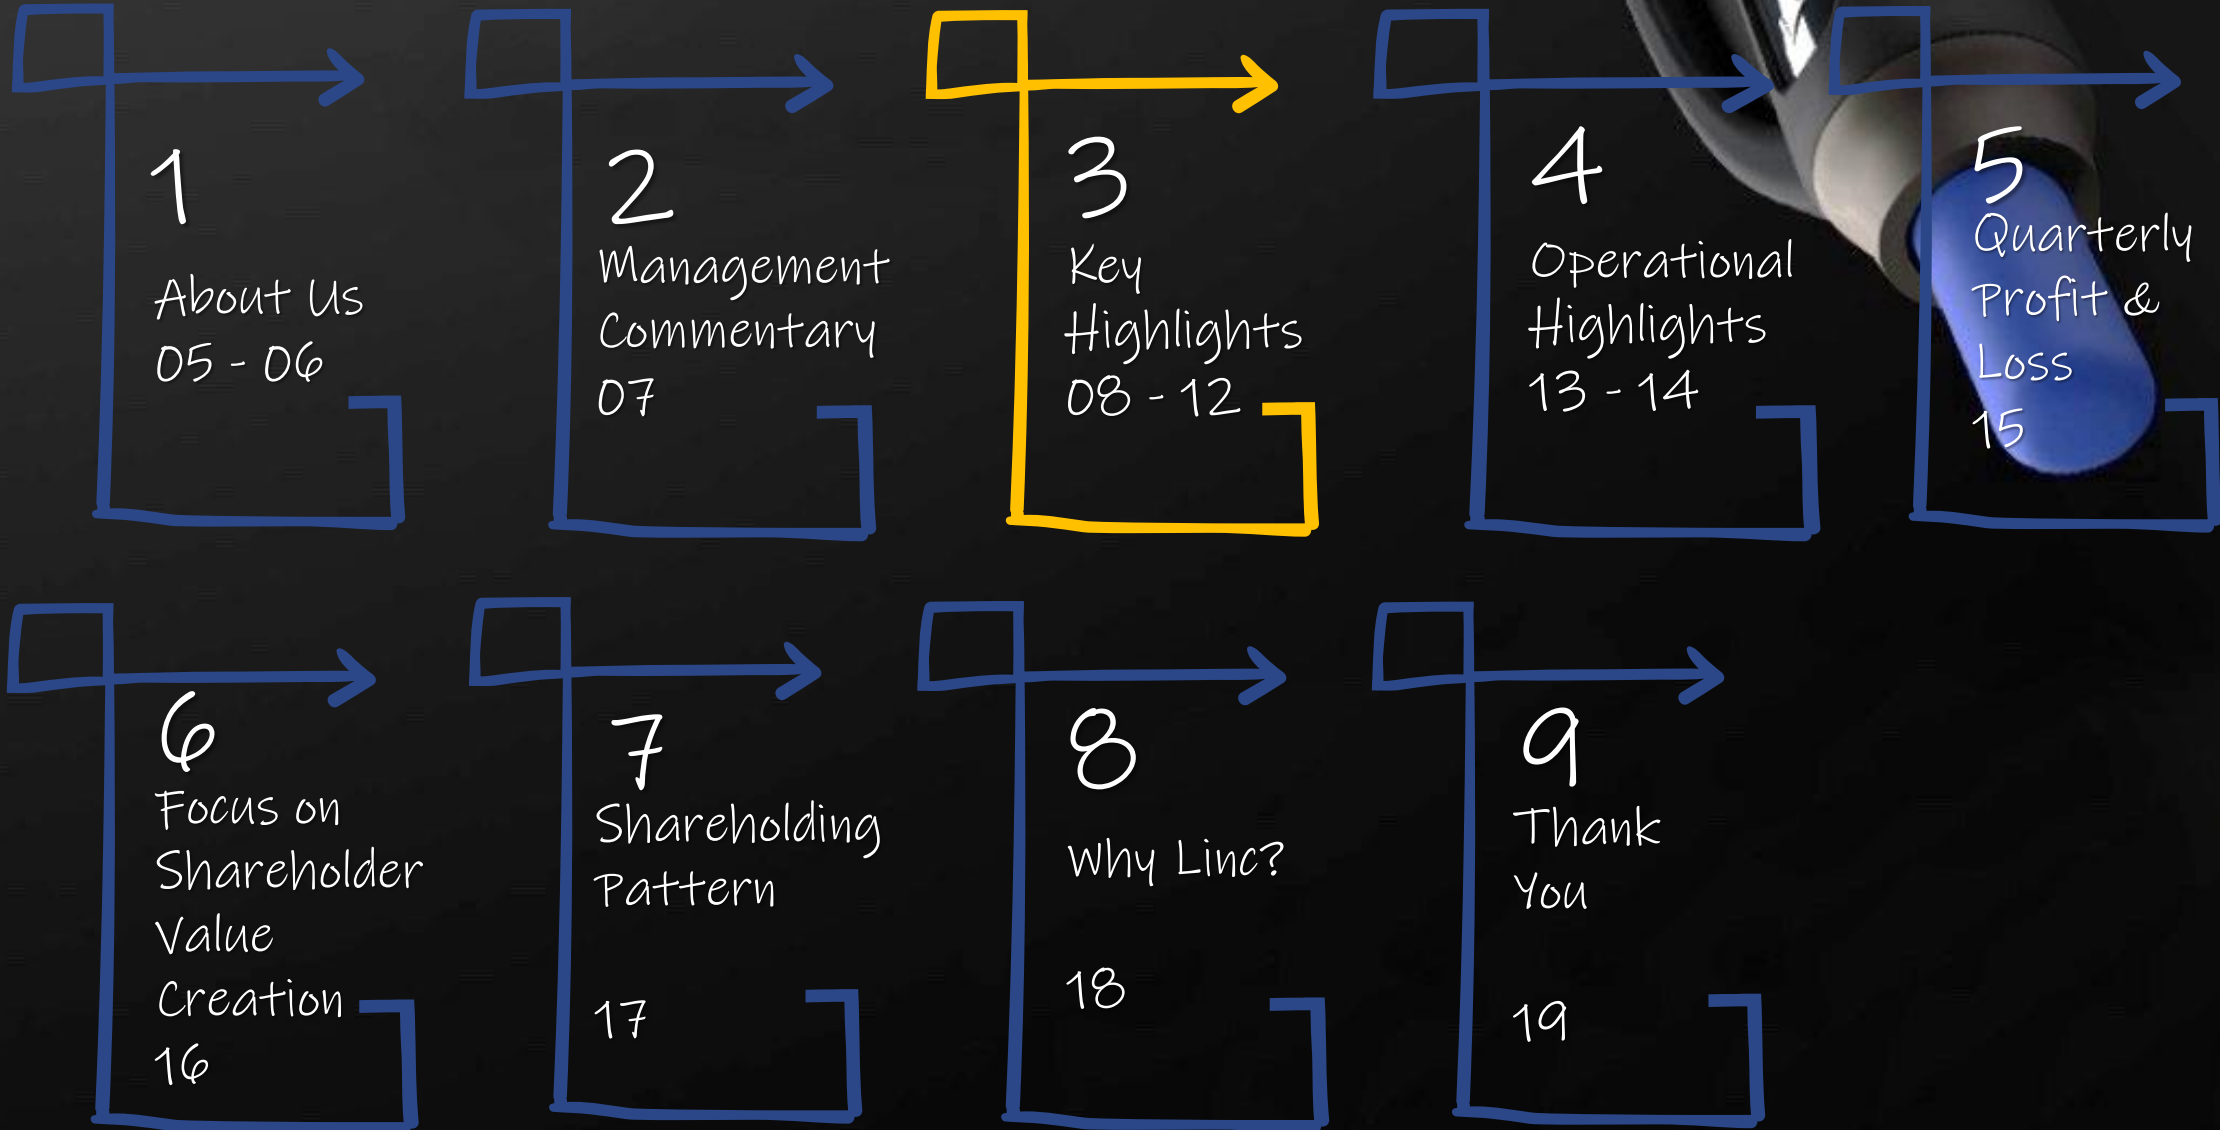 1
About Us
05 - 06
2
Management
Commentary
07
3
Key
Highlights
08 - 12
4
Operational
Highlights
13 - 14
5
Quarterly
Profit &
Loss
15
6
Focus on
Shareholder
Value
Creation
16
7
Shareholding
Pattern
17
8
Why Linc?
18
9
Thank
You
19